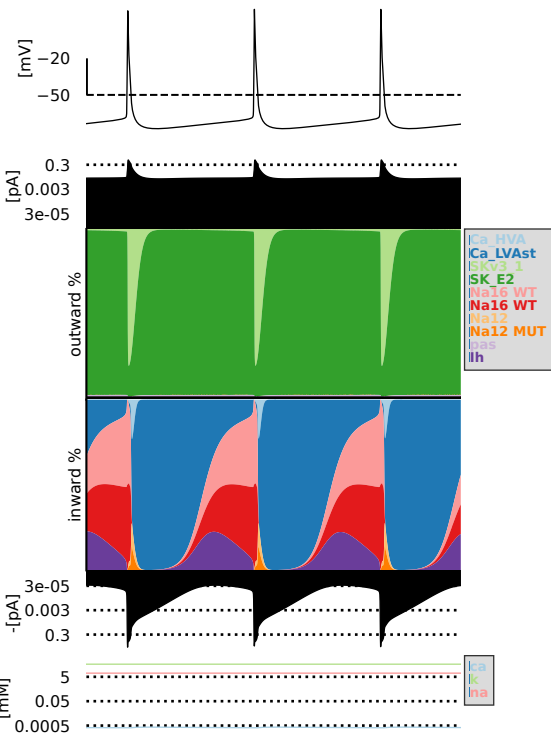 [mV]
−20
−50
[pA]
0.3
0.003
3e-05
outward %
Ca_HVA
Ca_LVAst
SKv3_1
SK_E2
Na16 WT
Na16 WT
Na12
Na12 MUT
pas
Ih
inward %
-[pA]
3e-05
0.003
0.3
[mM]
5
0.05
0.0005
ca
k
na